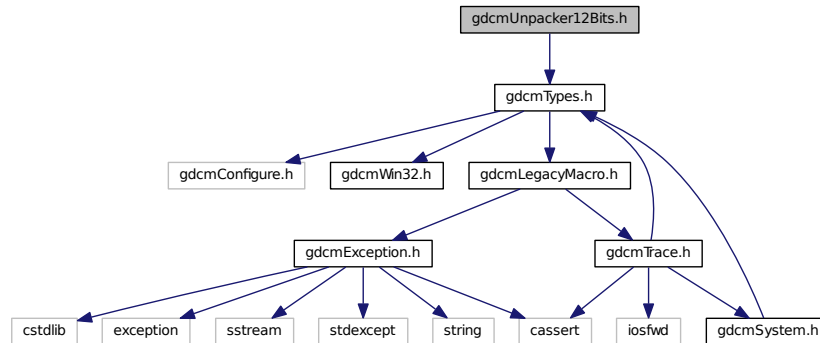 gdcmUnpacker12Bits.h
gdcmTypes.h
gdcmConfigure.h
gdcmWin32.h
gdcmLegacyMacro.h
gdcmException.h
gdcmTrace.h
cstdlib
exception
sstream
stdexcept
string
cassert
iosfwd
gdcmSystem.h